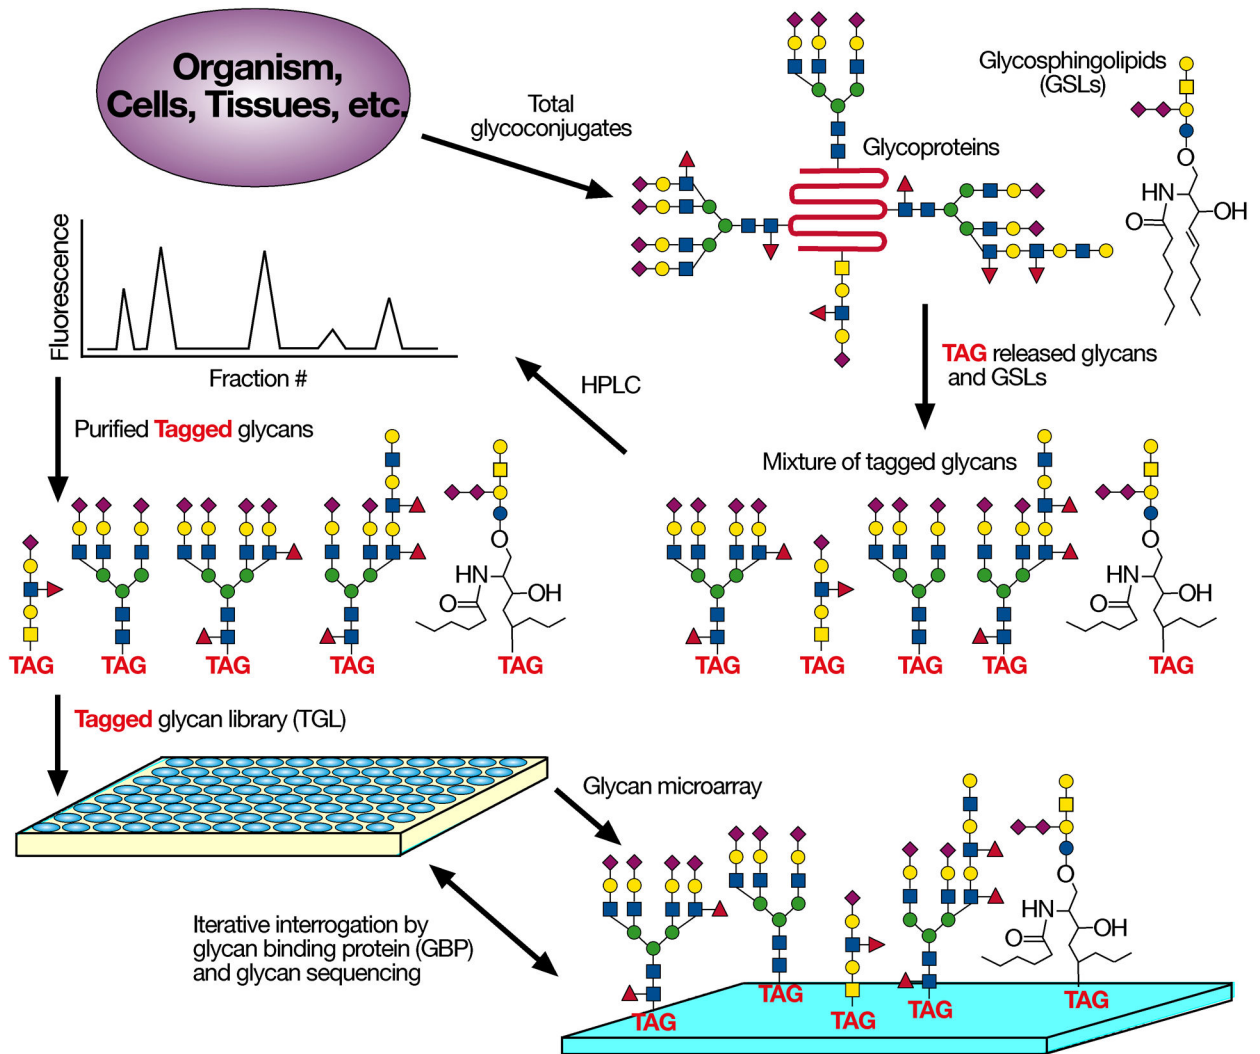 Organism,
Cells, Tissues, etc.
Total
glycoconjugates
Glycoproteins
Glycosphingolipids
(GSLs)
O
HN
O
OH
TAG released glycans
and GSLs
Fluorescence
Fraction #
HPLC
Purified Tagged glycans
Mixture of tagged glycans
O
HN
O
OH
TAG
TAG
TAG
TAG
TAG
O
HN
O
OH
TAG
TAG
TAG
TAG
TAG
Tagged glycan library (TGL)
Glycan microarray
Iterative interrogation by
glycan binding protein (GBP)
and glycan sequencing
O
HN
O
OH
TAG
TAG
TAG
TAG
TAG